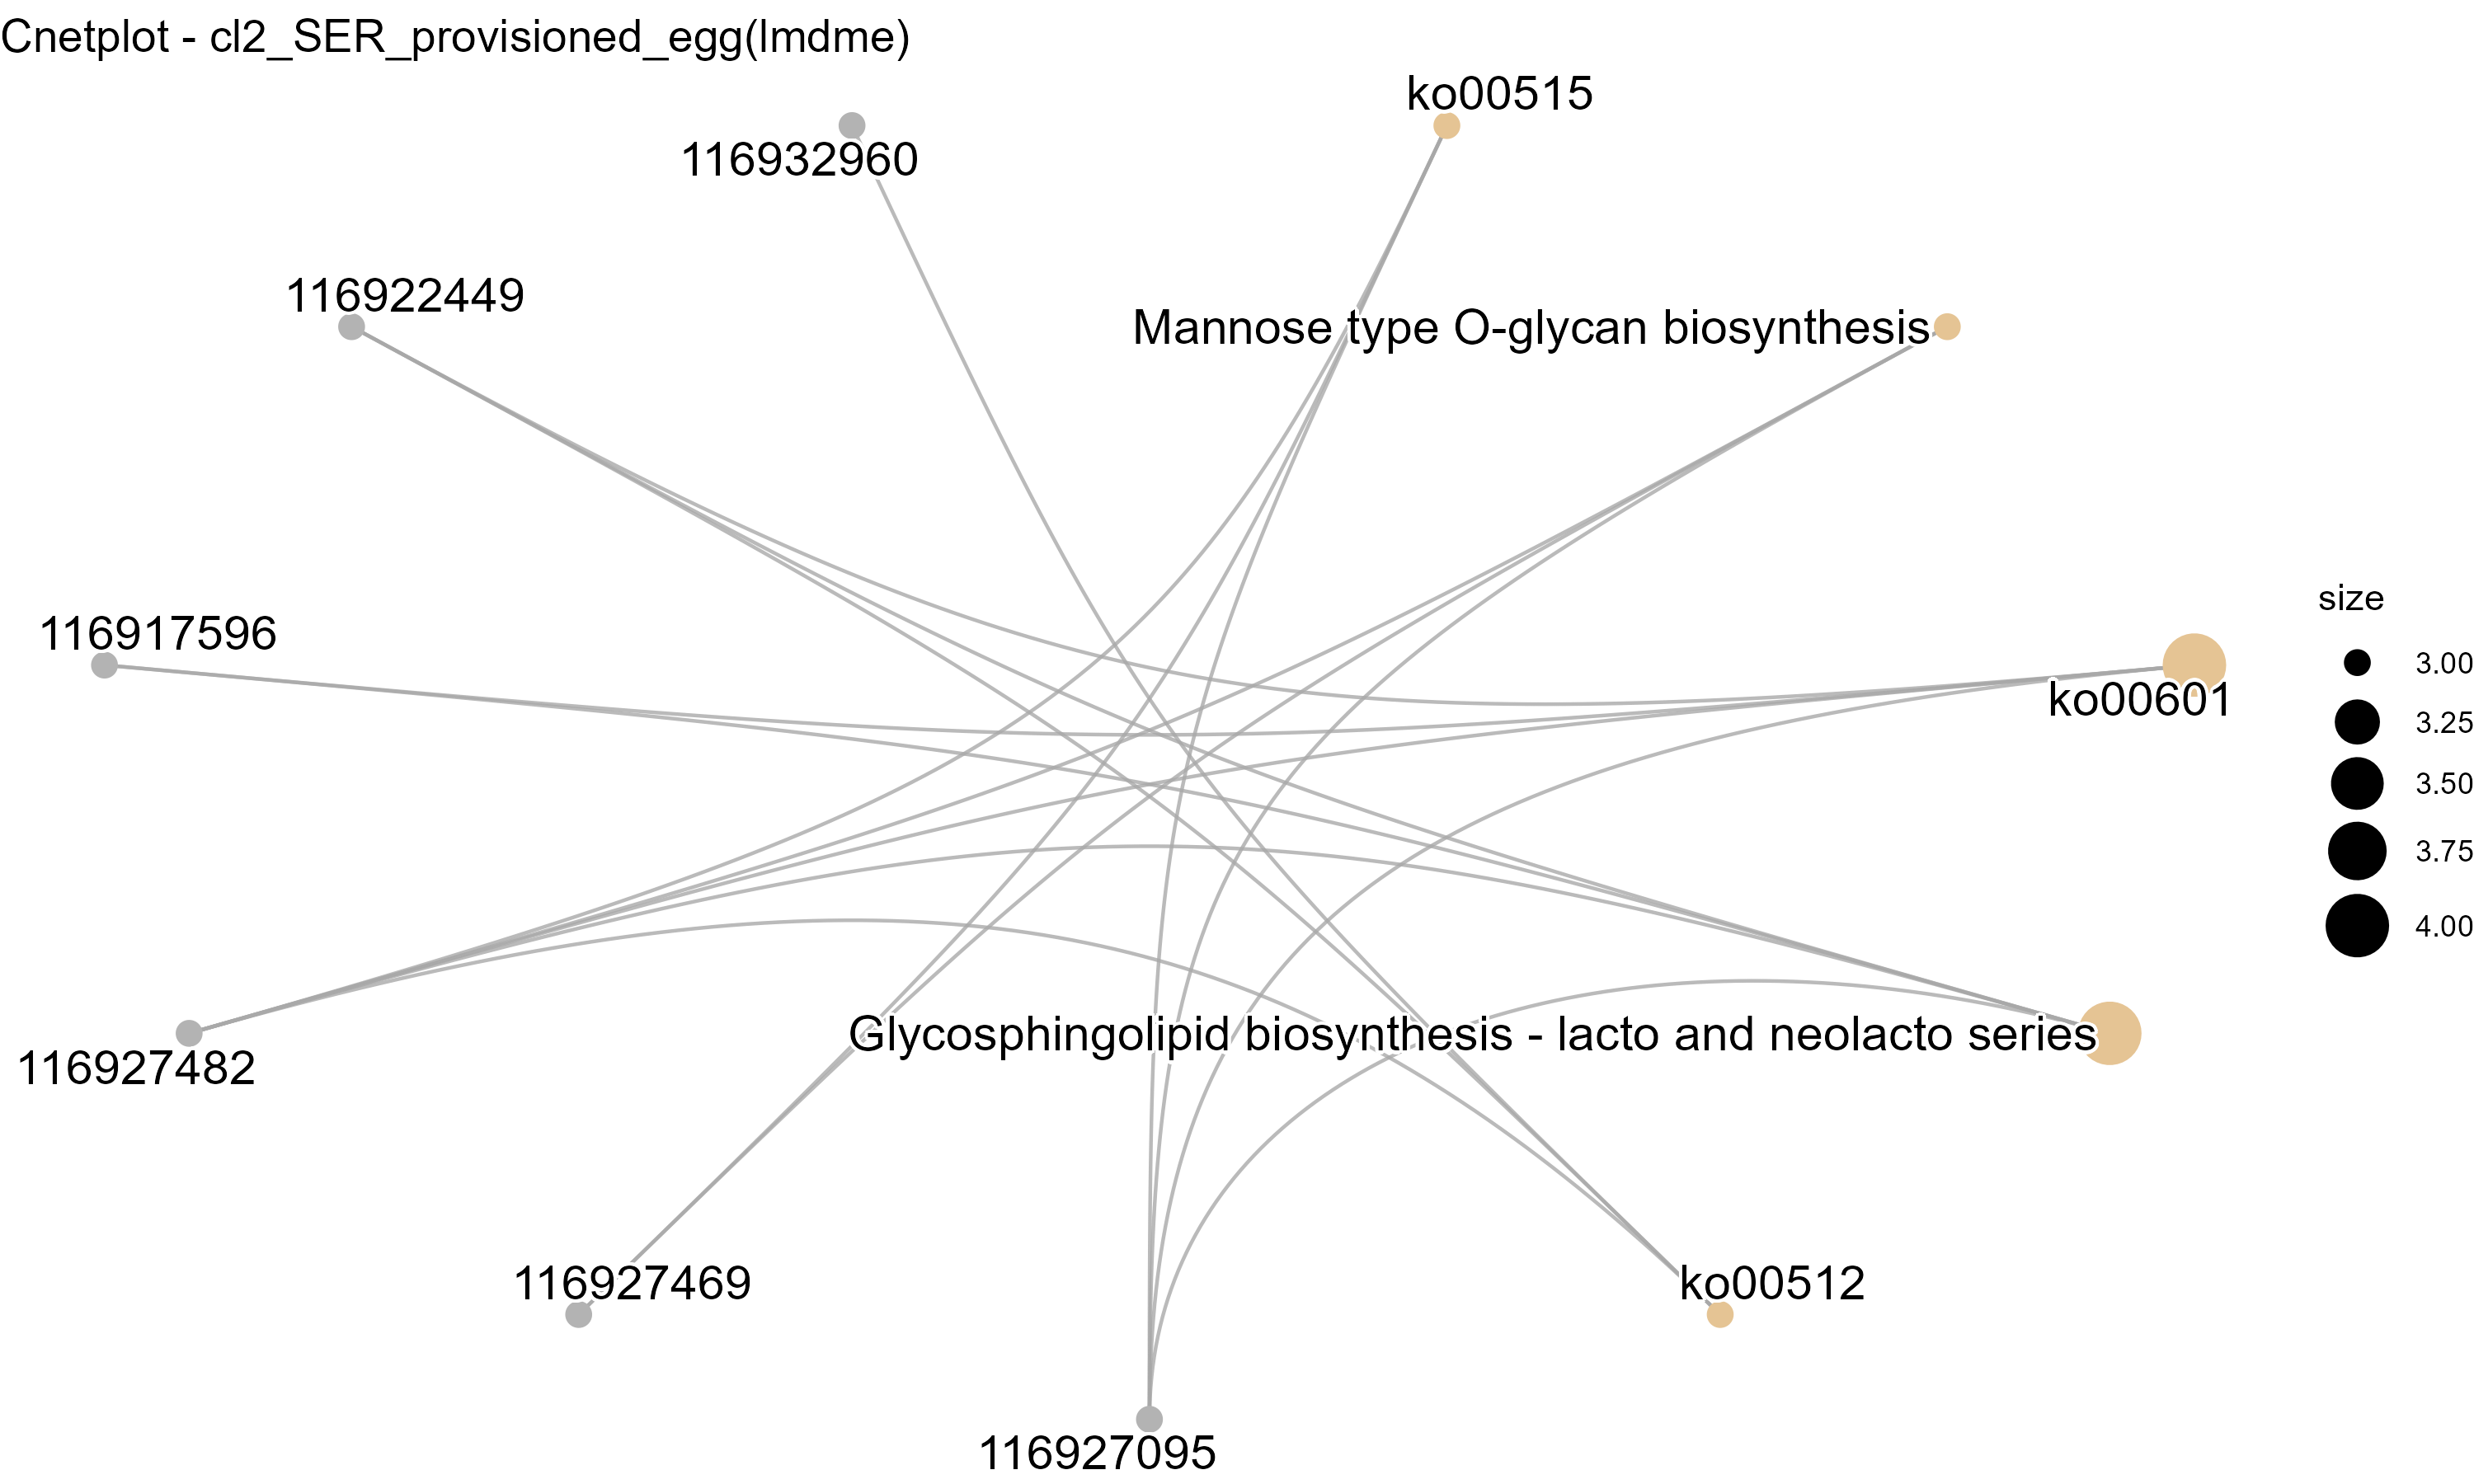 Cnetplot - cl2_SER_provisioned_egg(lmdme)
ko00515
116932960
116922449
Mannose type O-glycan biosynthesis
116917596
ko00601
size
3.00
3.25
3.50
3.75
4.00
Glycosphingolipid biosynthesis - lacto and neolacto series
116927482
116927469
ko00512
116927095